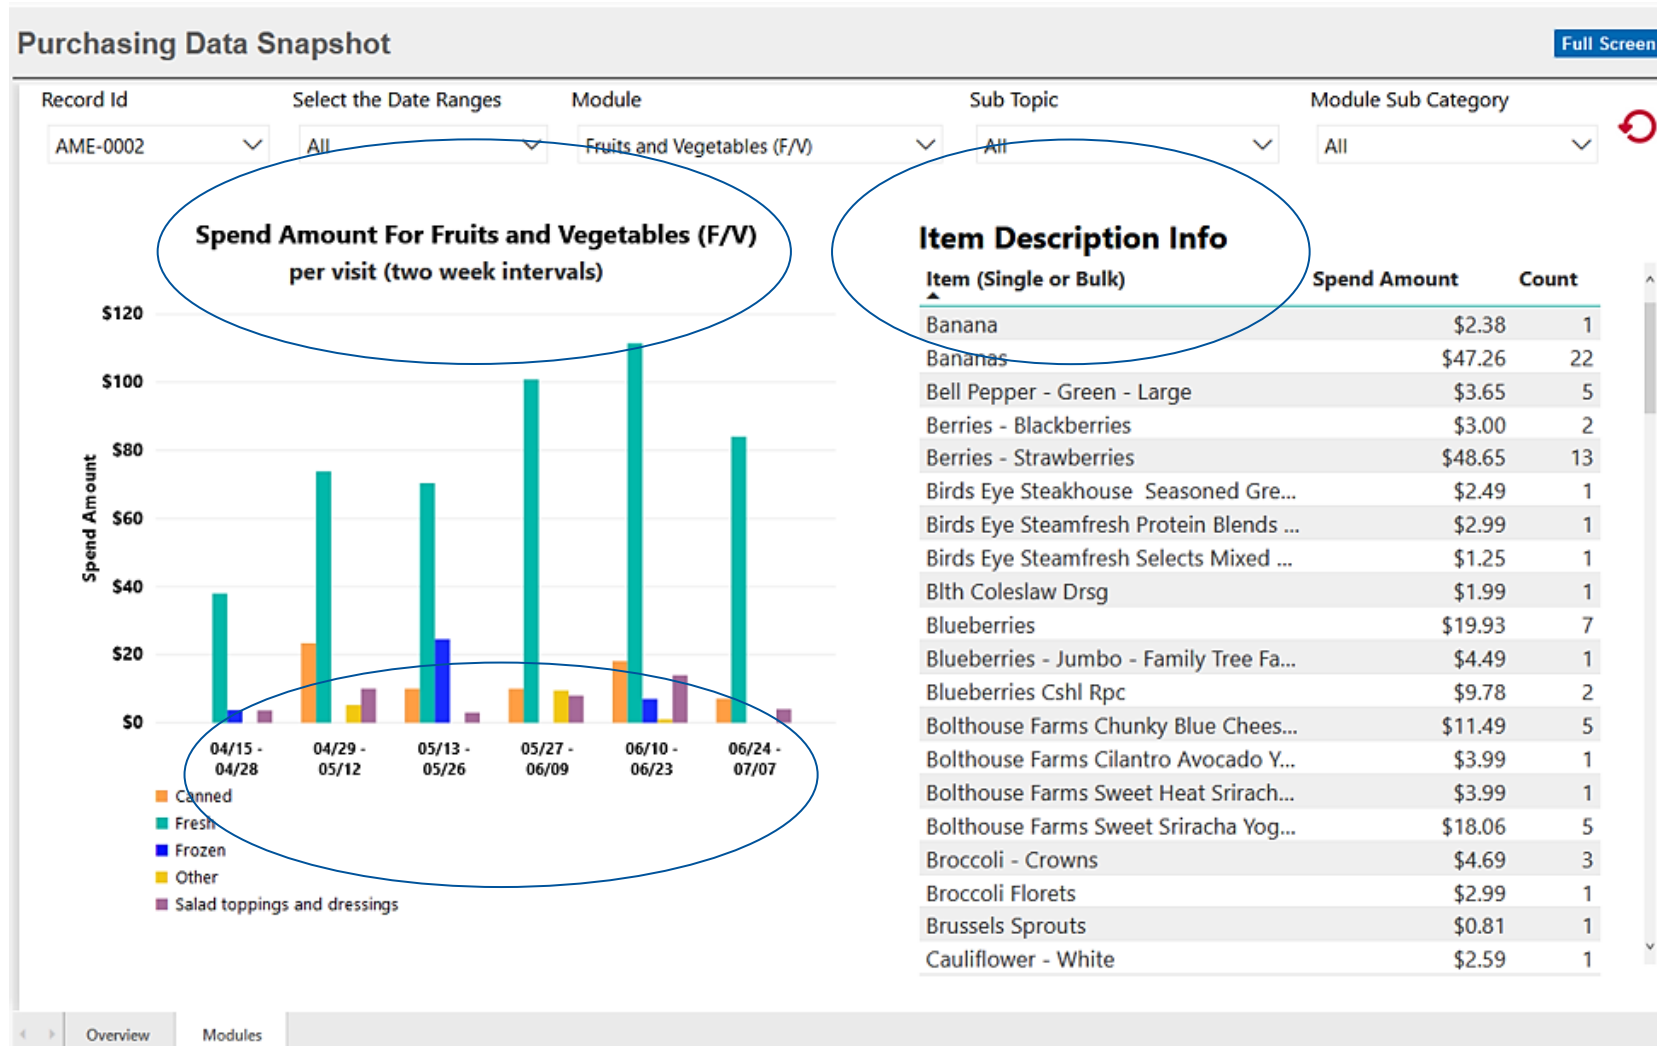 Purchasing Data Snapshot
Full Screen
Record Id
Select the Date Ranges
Module
Sub Topic
Module Sub Category
AME-0002
All
Fruits and Vegetables (F/V)
All
All
Spend Amount For Fruits and Vegetables (F/V)
per visit (two week intervals)
$120
$100
$80
$60
$40
$20
$0
Spend Amount
04/15 - 04/28
04/29 - 05/12
05/13 - 05/26
05/27 - 06/09
06/10 - 06/23
06/24 - 07/07
Canned
Fresh
Frozen
Other
Salad toppings and dressings
Item Description Info
Item (Single or Bulk) Spend Amount Count
Banana $2.38 1
Bananas $47.26 22
Bell Pepper - Green - Large $3.65 5
Berries - Blackberries $3.00 2
Berries - Strawberries $48.65 13
Birds Eye Steakhouse  Seasoned Gre... $2.49 1
Birds Eye Steamfresh Protein Blends ... $2.99 1
Birds Eye Steamfresh Selects Mixed ... $1.25 1
Blth Coleslaw Drsg $1.99 1
Blueberries $19.93 7
Blueberries - Jumbo - Family Tree Fa... $4.49 1
Blueberries Cshl Rpc $9.78 2
Bolthouse Farms Chunky Blue Chees... $11.49 5
Bolthouse Farms Cilantro Avocado Y... $3.99 1
Bolthouse Farms Sweet Heat Srirach... $3.99 1
Bolthouse Farms Sweet Sriracha Yog... $18.06 5
Broccoli - Crowns $4.69 3
Broccoli Florets $2.99 1
Brussels Sprouts $0.81 1
Cauliflower - White $2.59 1
Overview
Modules